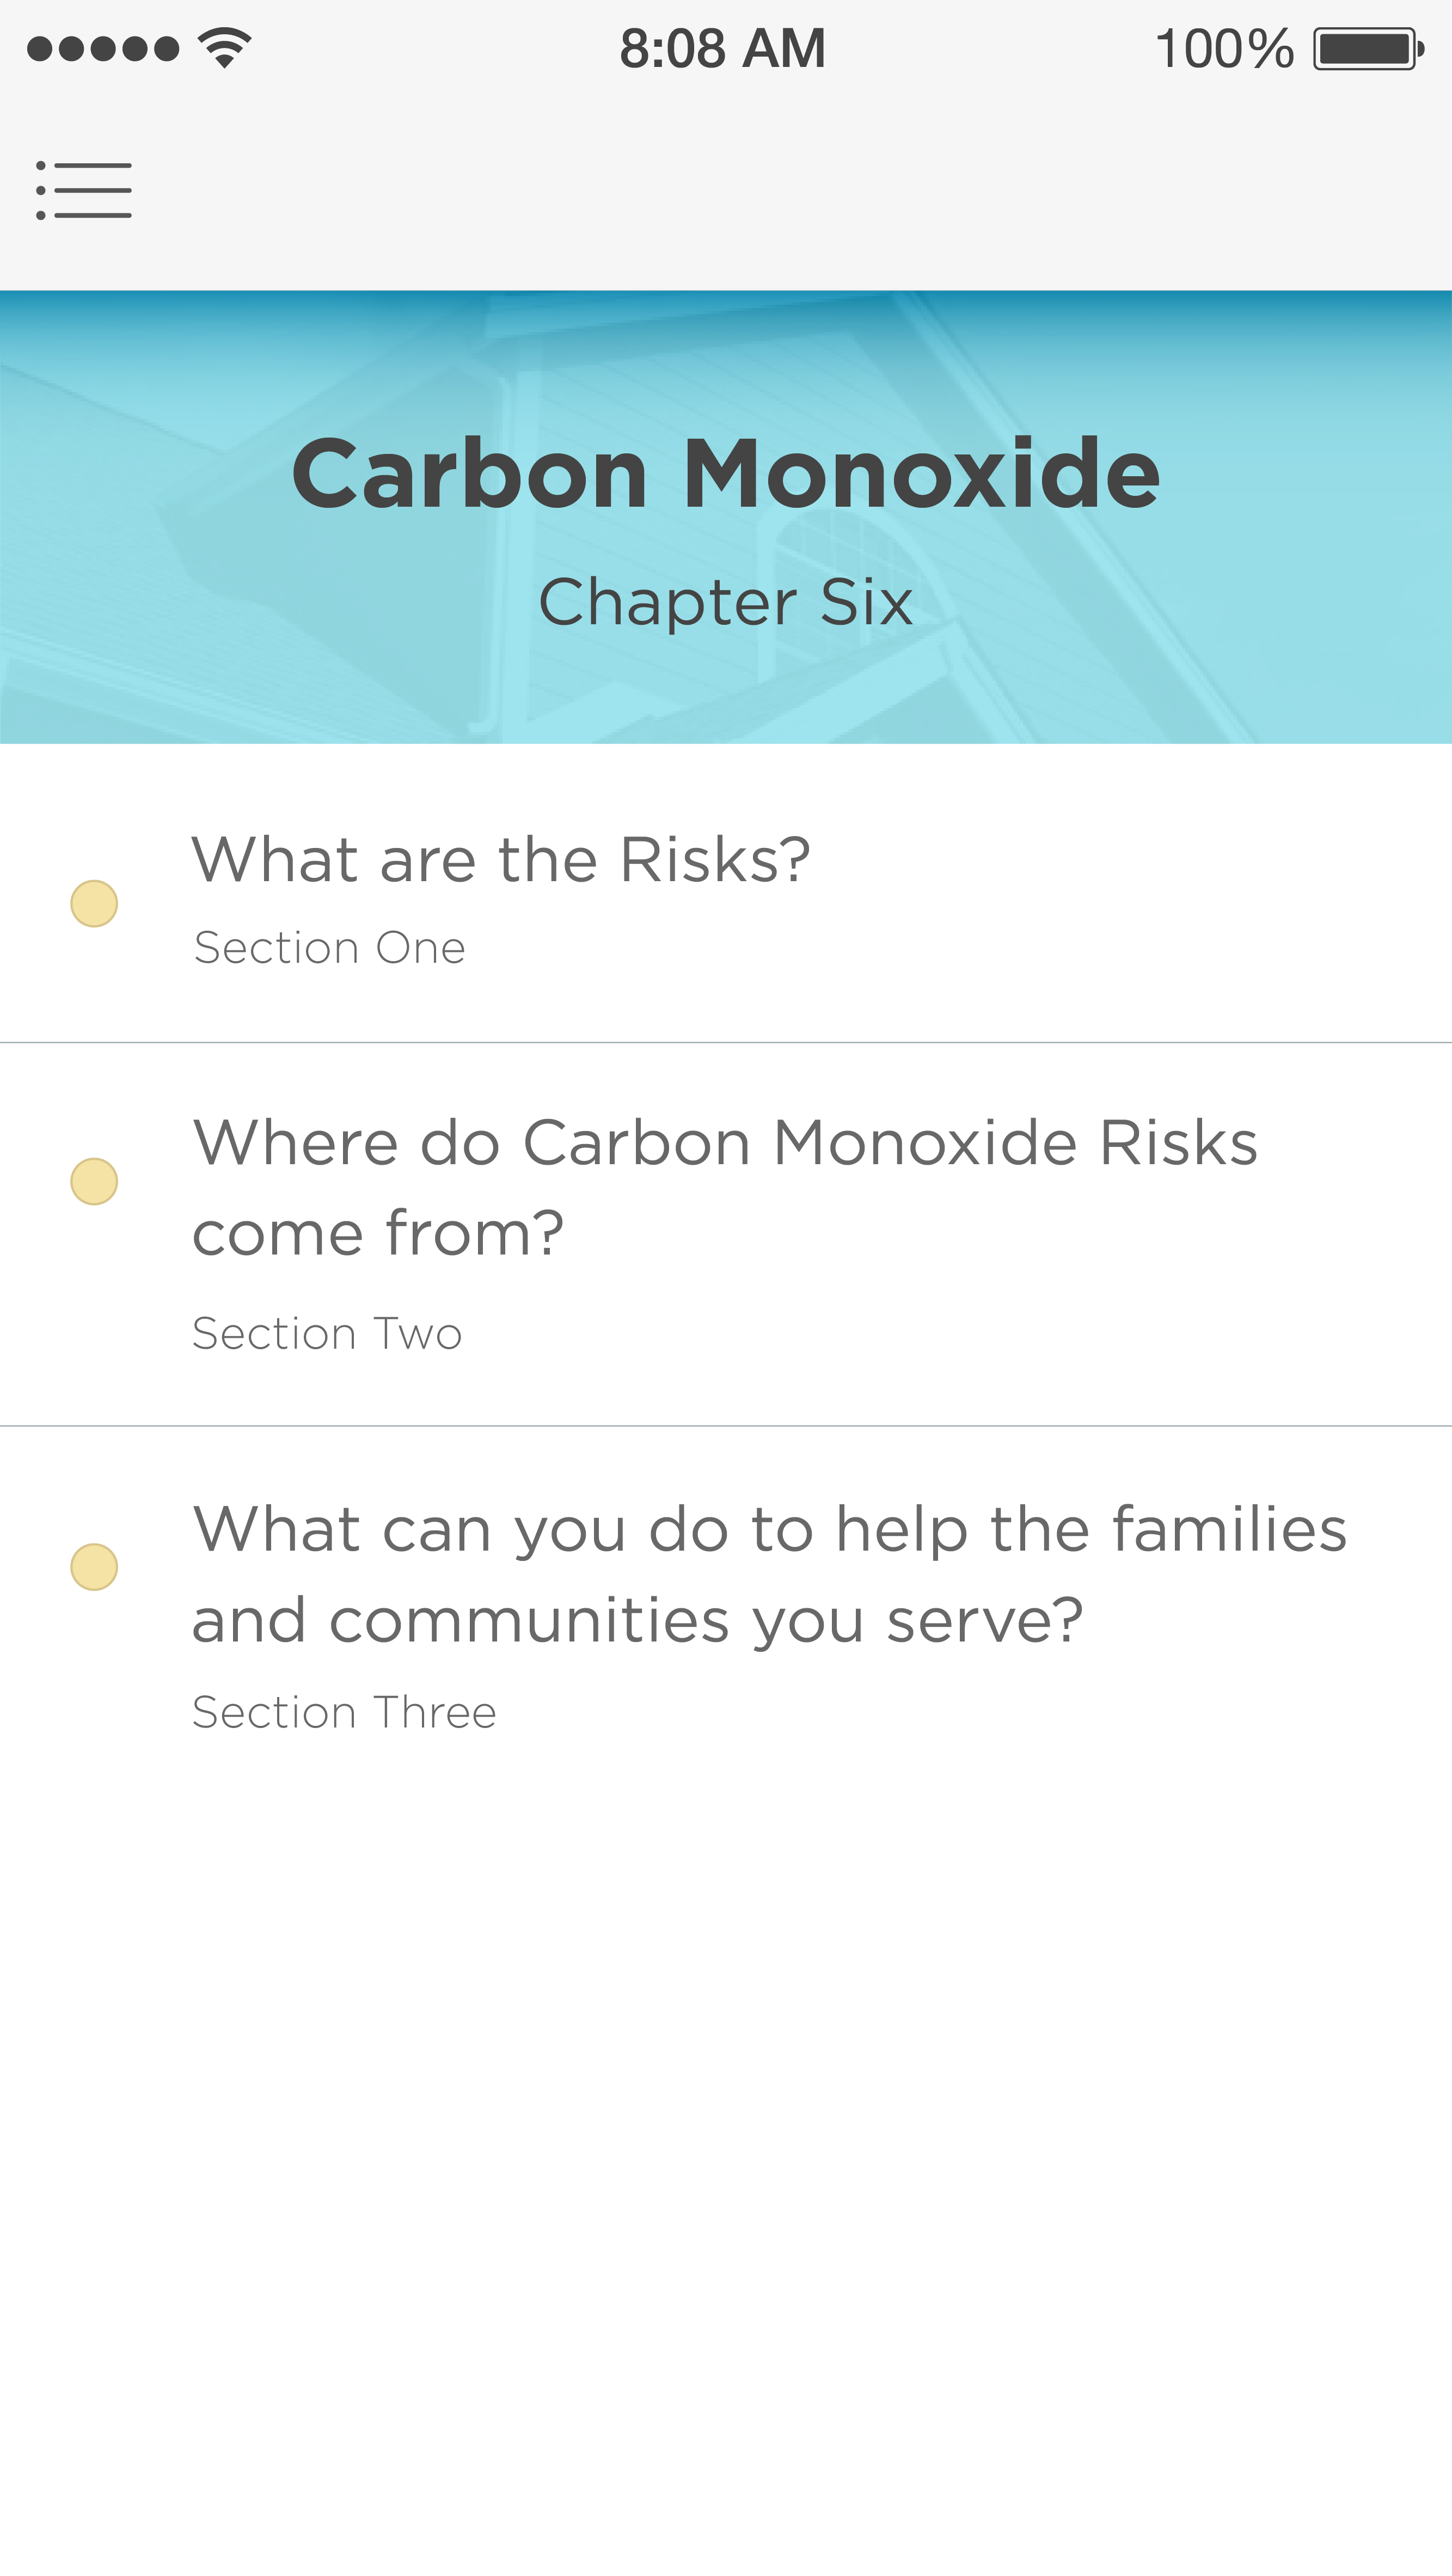 8:08 AM
100%
Carbon Monoxide
Chapter Six
What are the Risks?
Section One
Where do Carbon Monoxide Risks
come from?
Section Two
What can you do to help the families
and communities you serve?
Section Three